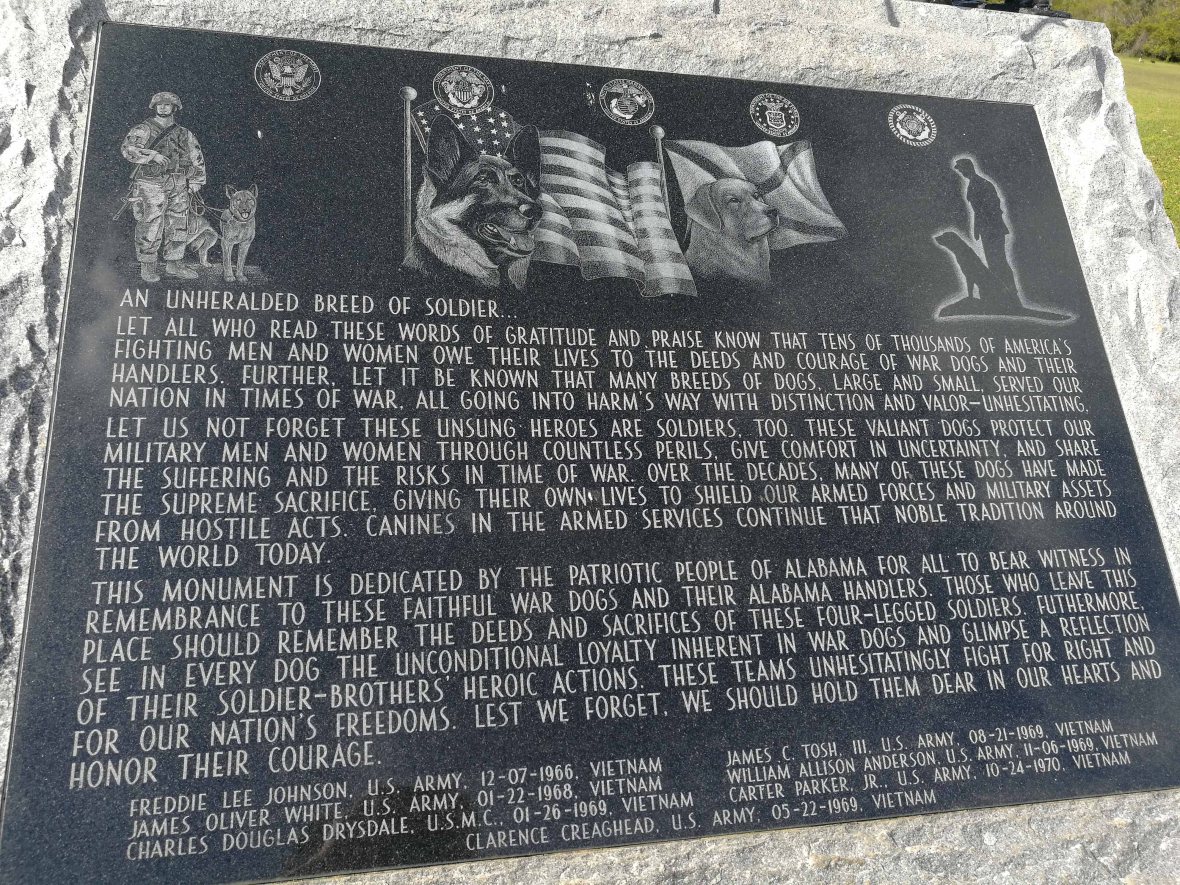 AN UNHERALDED BREED OF SOLDIER...
LET ALL WHO READ THESE WORDS OF GRATITUDE AND PRAISE KNOW THAT TENS OF THOUSANDS OF AMERICA'S
FIGHTING MEN AND WOMEN OWE THEIR LIVES TO THE DEEDS AND COURAGE OF WAR DOGS AND THEIR
HANDLERS. FURTHER, LET IT BE KNOWN THAT MANY BREEDS OF DOGS, LARGE AND SMALL, SERVED OUR
NATION IN TIMES OF WAR, ALL GOING INTO HARM'S WAY WITH DISTINCTION AND VALOR-UNHESITATING.
LET US NOT FORGET THESE UNSUNG HEROES ARE SOLDIERS, TOO. THESE VALIANT DOGS PROTECT OUR
MILITARY MEN AND WOMEN THROUGH COUNTLESS PERILS, GIVE COMFORT IN UNCERTAINTY, AND SHARE
THE SUFFERING AND THE RISKS IN TIME OF WAR. OVER THE DECADES, MANY OF THESE DOGS HAVE MADE
THE SUPREME SACRIFICE, GIVING THEIR OWN LIVES TO SHIELD OUR ARMED FORCES AND MILITARY ASSETS
FROM HOSTILE ACTS. CANINES IN THE ARMED SERVICES CONTINUE THAT NOBLE TRADITION AROUND
THE WORLD TODAY.
THIS MONUMENT IS DEDICATED BY THE PATRIOTIC PEOPLE OF ALABAMA FOR ALL TO BEAR WITNESS IN
REMEMBRANCE TO THESE FAITHFUL WAR DOGS AND THEIR ALABAMA HANDLERS. THOSE WHO LEAVE THIS
PLACE SHOULD REMEMBER THE DEEDS AND SACRIFICES OF THESE FOUR-LEGGED SOLDIERS. FUTHERMORE,
SEE IN EVERY DOG THE UNCONDITIONAL LOYALTY INHERENT IN WAR DOGS AND GLIMPSE A REFLECTION
OF THEIR SOLDIER-BROTHERS' HEROIC ACTIONS. THESE TEAMS UNHESITATINGLY FIGHT FOR RIGHT AND
FOR OUR NATION'S FREEDOMS. LEST WE FORGET, WE SHOULD HOLD THEM DEAR IN OUR HEARTS AND
HONOR THEIR COURAGE.
FREDDIE LEE JOHNSON, U.S. ARMY, 12-07-1966, VIETNAM
JAMES OLIVER WHITE, U.S. ARMY, 01-22-1968, VIETNAM
CHARLES DOUGLAS DRYSDALE, U.S.M.C., 01-26-1969, VIETNAM
JAMES C TOSH, III, U.S. ARMY, 08-21-1969, VIETNAM
WILLIAM ALLISON ANDERSON, U.S. ARMY, 11-06-1969, VIETNAM
CARTER PARKER, JR., U.S. ARMY, 10-24-1970, VIETNAM
CLARENCE CREAGHEAD, U.S. ARMY, 05-22-1969, VIETNAM